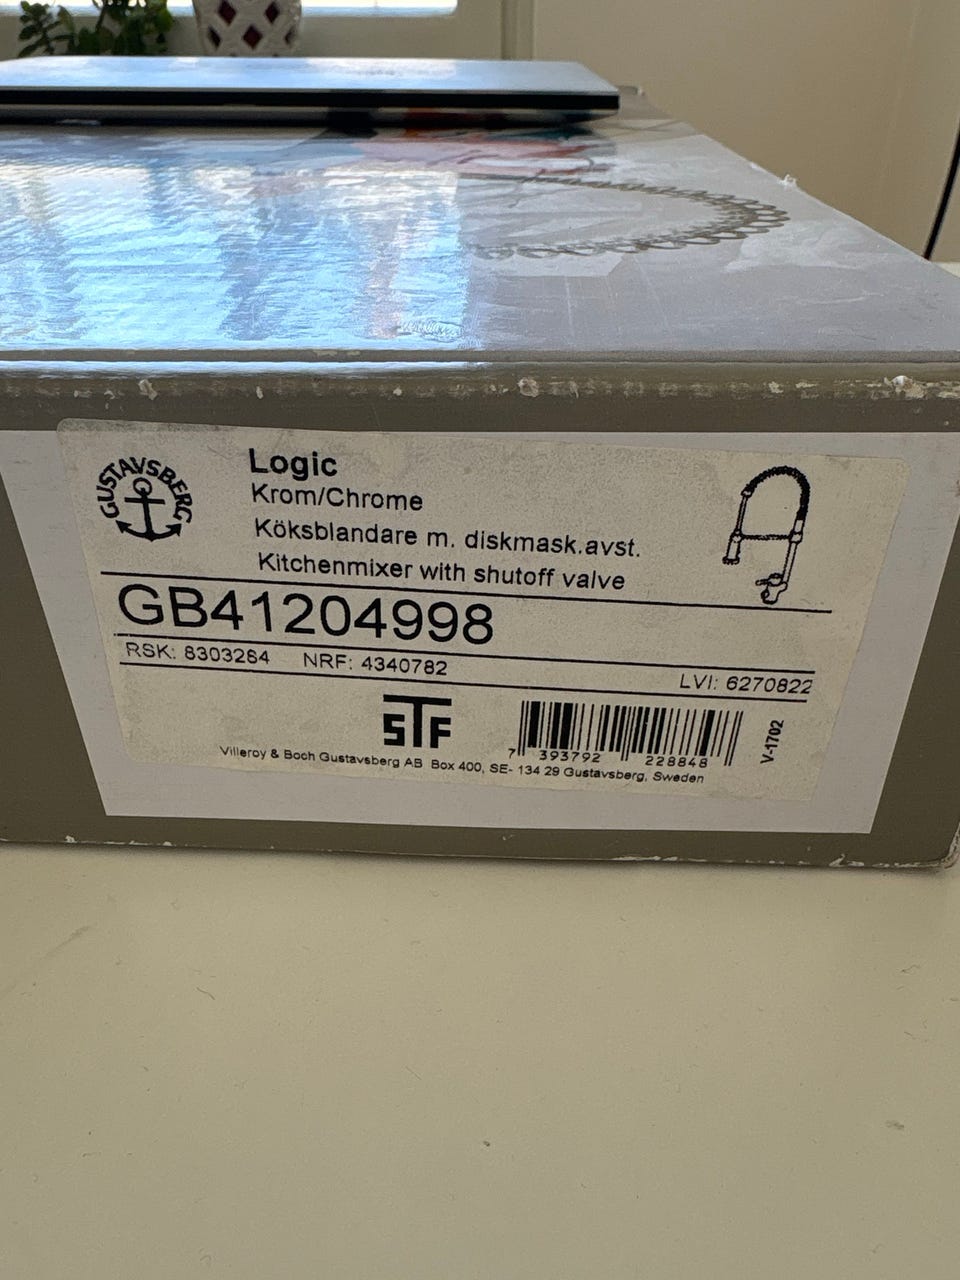 GUSTAVSBERG
Logic
Krom/Chrome
Köksblandare m. diskmask.avst.
Kitchenmixer with shutoff valve
GB41204998
RSK: 8303264 NRF: 4340782 LVI: 6270822
STF
7 393792 228848
V-1702
Villeroy & Boch Gustavsberg AB Box 400, SE- 134 29 Gustavsberg, Sweden